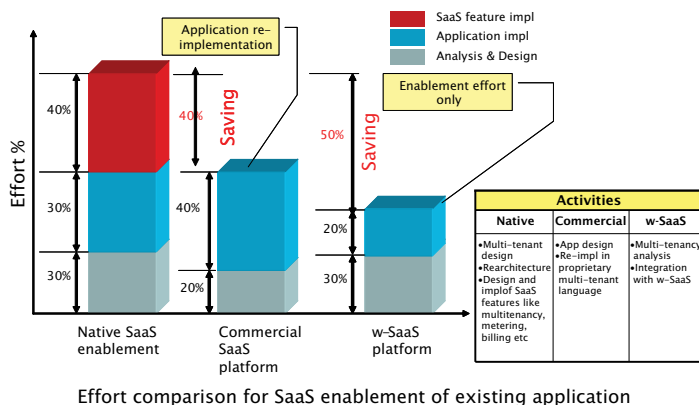 SaaS feature impl
Application impl
Analysis & Design
Application re-
implementation
Enablement effort
only
Effort %
40%
30%
30%
40%
Saving
40%
20%
50%
Saving
20%
30%
Native SaaS
enablement
Commercial
SaaS
platform
w-SaaS
platform
Activities
Native
Commercial
w-SaaS
•Multi-tenant
design
•Rearchitecture
•Design and
implof SaaS
features like
multitenancy,
metering,
billing etc
•App design
•Re-impl in
proprietary
multi-tenant
language
•Multi-tenancy
analysis
•Integration
with w-SaaS
Effort comparison for SaaS enablement of existing application